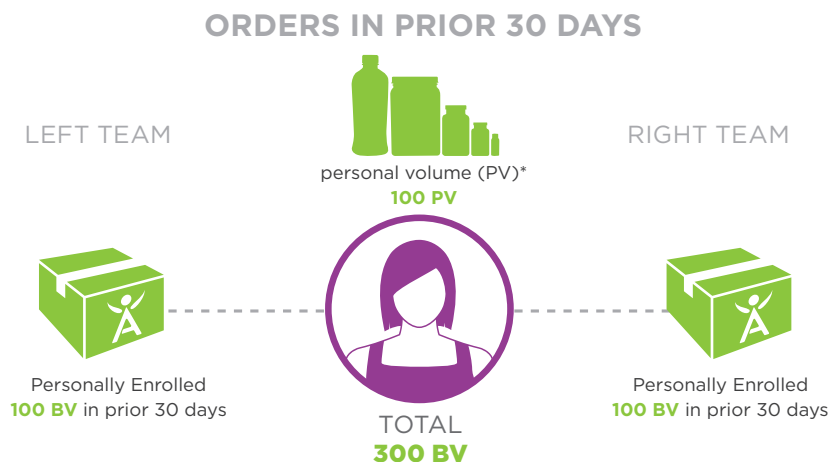 ORDERS IN PRIOR 30 DAYS
LEFT TEAM
RIGHT TEAM
personal volume (PV)*
100 PV
Personally Enrolled
100 BV in prior 30 days
Personally Enrolled
100 BV in prior 30 days
TOTAL
300 BV